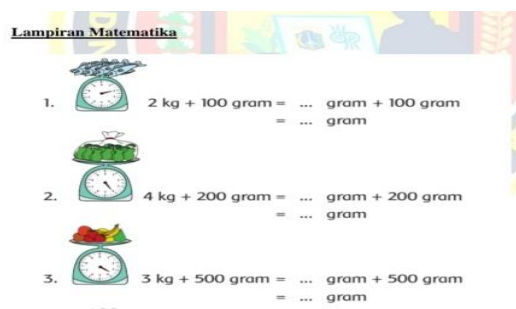 Lampiran Matematika
1. 2 kg + 100 gram = ... gram + 100 gram
= ... gram
2. 4 kg + 200 gram = ... gram + 200 gram
= ... gram
3. 3 kg + 500 gram = ... gram + 500 gram
= ... gram